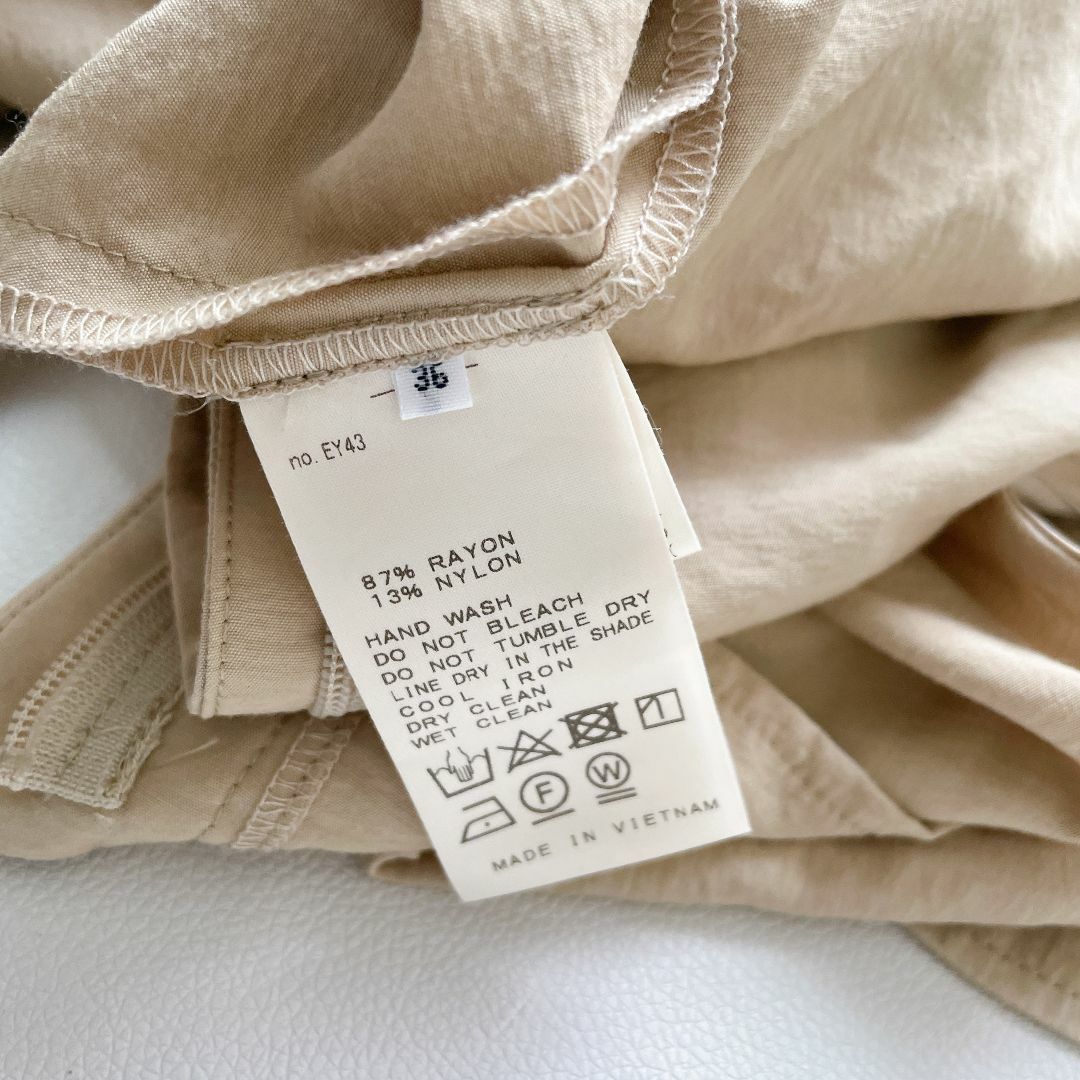 36
no. EY43
87% RAYON
13% NYLON
HAND WASH
DO NOT BLEACH
DO NOT TUMBLE DRY
LINE DRY IN THE SHADE
COOL IRON
DRY CLEAN
WET CLEAN
F
W
MADE IN VIETNAM